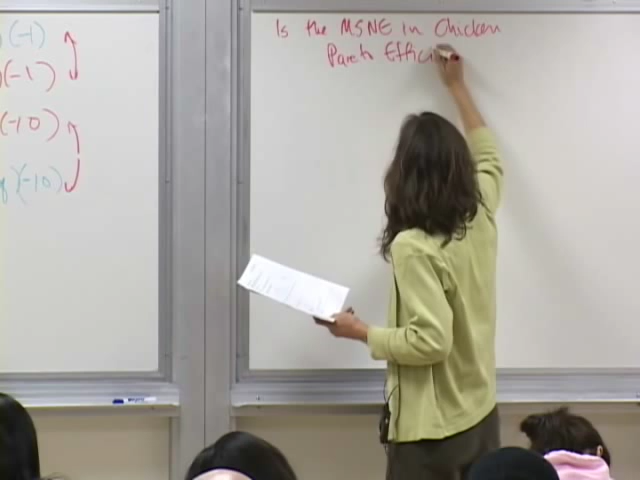 (-1)
(-1)
(-10)
)(-10)
Is the MSNE in Chicken
Pareto Effici